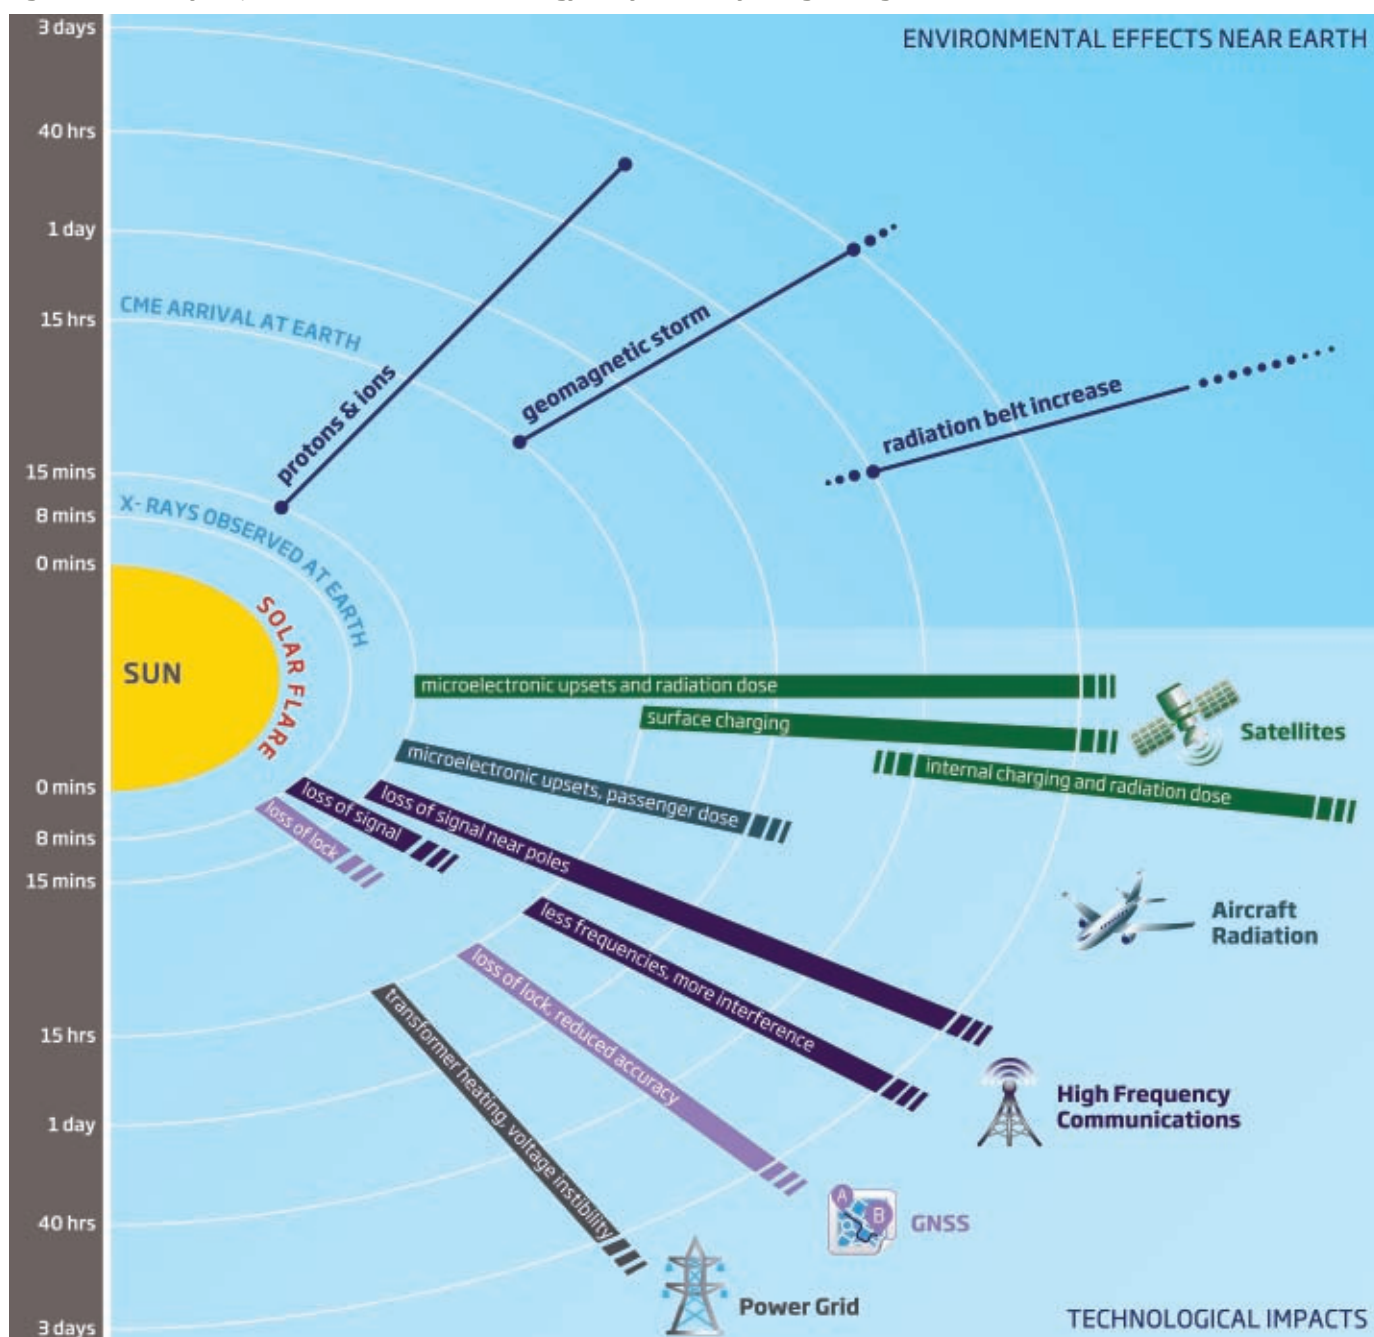 3 days
ENVIRONMENTAL EFFECTS NEAR EARTH
40 hrs
1 day
CME ARRIVAL AT EARTH
15 hrs
protons & ions
geomagnetic storm
radiation belt increase
15 mins
X- RAYS OBSERVED AT EARTH
8 mins
0 mins
SOLAR FLARE
SUN
microelectronic upsets and radiation dose
surface charging
Satellites
internal charging and radiation dose
microelectronic upsets, passenger dose
0 mins
loss of signal near poles
loss of signal
loss of lock
8 mins
15 mins
Aircraft
Radiation
less frequencies, more interference
loss of lock, reduced accuracy
transformer heating, voltage instibility
15 hrs
High Frequency
Communications
1 day
A
B
GNSS
40 hrs
Power Grid
3 days
TECHNOLOGICAL IMPACTS